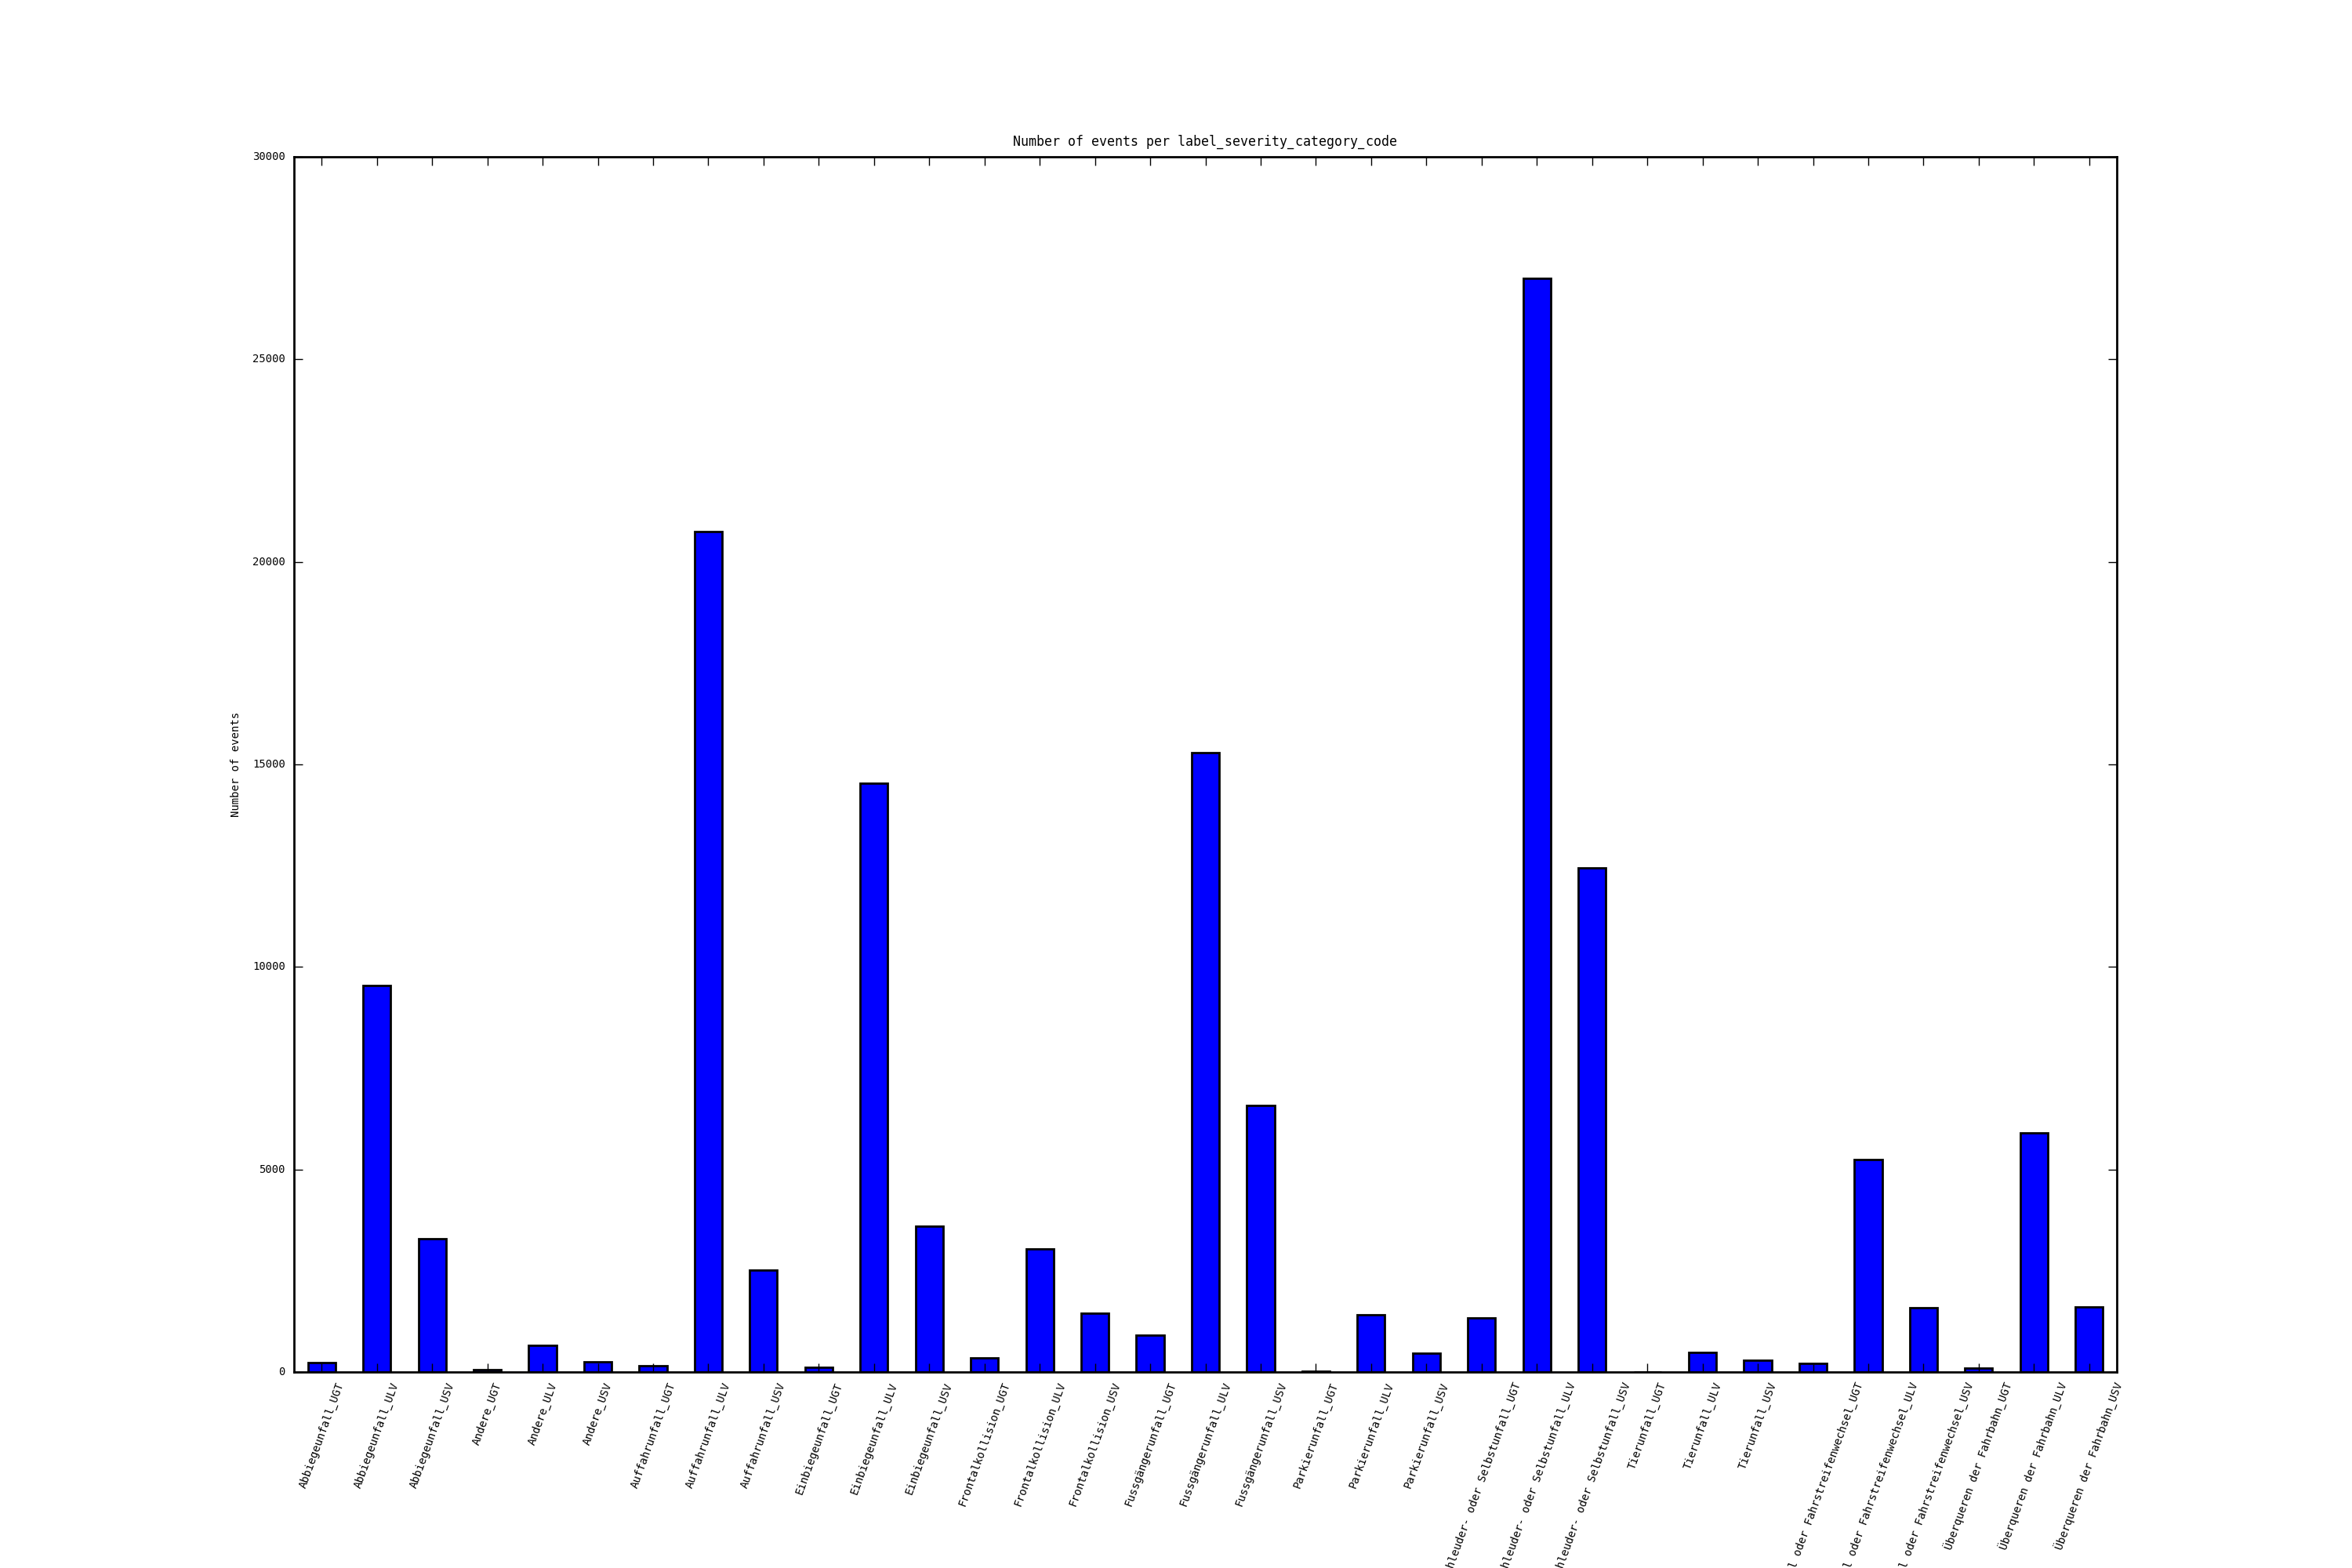 Number of events per label_severity_category_code
30000
25000
20000
15000
10000
5000
0
Number of events
Abbiegeunfall_UGT
Abbiegeunfall_ULV
Abbiegeunfall_USV
Andere_UGT
Andere_ULV
Andere_USV
Auffahrunfall_UGT
Auffahrunfall_ULV
Auffahrunfall_USV
Einbiegeunfall_UGT
Einbiegeunfall_ULV
Einbiegeunfall_USV
Frontalkollision_UGT
Frontalkollision_ULV
Frontalkollision_USV
Fussgängerunfall_UGT
Fussgängerunfall_ULV
Fussgängerunfall_USV
Parkierunfall_UGT
Parkierunfall_ULV
Parkierunfall_USV
hleuder- oder Selbstunfall_UGT
hleuder- oder Selbstunfall_ULV
hleuder- oder Selbstunfall_USV
Tierunfall_UGT
Tierunfall_ULV
Tierunfall_USV
l oder Fahrstreifenwechsel_UGT
l oder Fahrstreifenwechsel_ULV
l oder Fahrstreifenwechsel_USV
Überqueren der Fahrbahn_UGT
Überqueren der Fahrbahn_ULV
Überqueren der Fahrbahn_USV